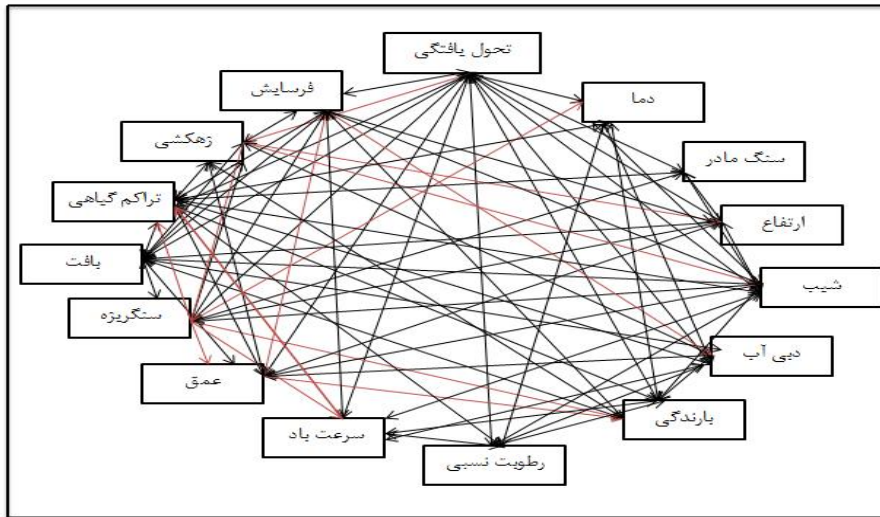 تحول یافتگی
فرسایش
دما
زهکشی
سنگ مادر
تراکم گیاهی
ارتفاع
بافت
شیب
سنگریزه
دبی آب
عمق
بارندگی
سرعت باد
رطوبت نسبی